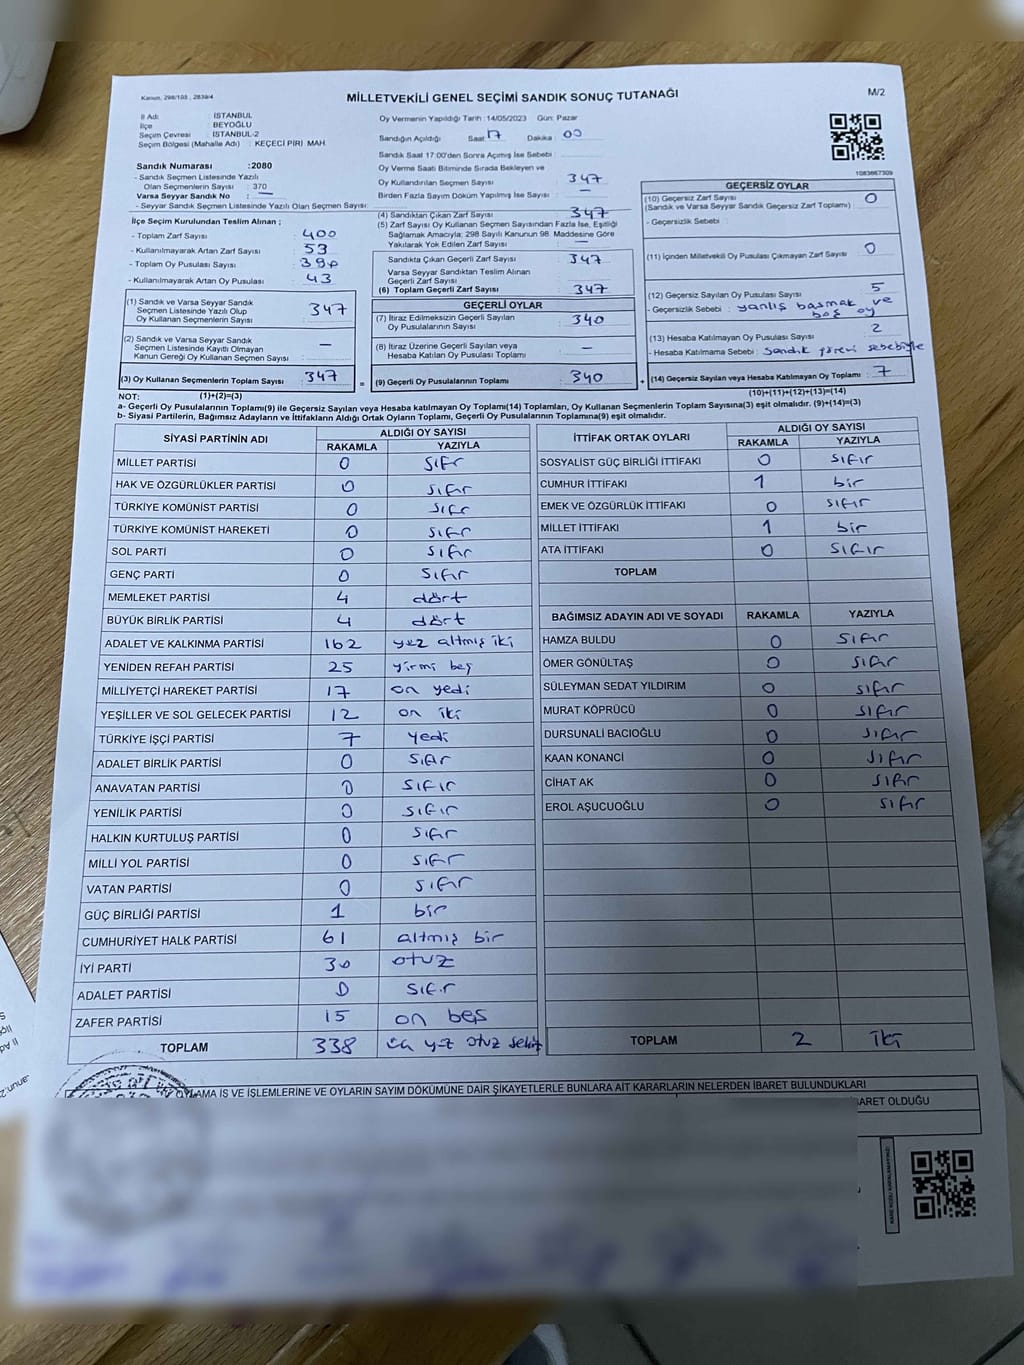 Kanun, 298/105 , 2839/4
MİLLETVEKİLİ GENEL SEÇİMİ SANDIK SONUÇ TUTANAĞI
M/2
İl Adı : İSTANBUL
İlçe : BEYOĞLU
Seçim Çevresi : İSTANBUL-2
Seçim Bölgesi (Mahalle Adı) : KEÇECİ PİRİ MAH.
Sandık Numarası :2080
- Sandık Seçmen Listesinde Yazılı
Olan Seçmenlerin Sayısı : 370
Varsa Seyyar Sandık No : —
- Seyyar Sandık Seçmen Listesinde Yazılı Olan Seçmen Sayısı:
İlçe Seçim Kurulundan Teslim Alınan ;
- Toplam Zarf Sayısı : 400
- Kullanılmayarak Artan Zarf Sayısı : 53
- Toplam Oy Pusulası Sayısı : 390
- Kullanılmayarak Artan Oy Pusulası : 43
Oy Vermenin Yapıldığı Tarih :14/05/2023 Gün: Pazar
Sandığın Açıldığı Saat 17 Dakika : 00
Sandık Saat 17:00'den Sonra Açımış İse Sebebi :
Oy Verme Saati Bitiminde Sırada Bekleyen ve
Oy Kullandırılan Seçmen Sayısı : 347
Birden Fazla Sayım Döküm Yapılmış İse Sayısı : —
(4) Sandıktan Çıkan Zarf Sayısı : 347
(5) Zarf Sayısı Oy Kullanan Seçmen Sayısından Fazla İse, Eşitliği
Sağlamak Amacıyla; 298 Sayılı Kanunun 98. Maddesine Göre
Yakılarak Yok Edilen Zarf Sayısı : —
Sandıkta Çıkan Geçerli Zarf Sayısı : 347
Varsa Seyyar Sandıktan Teslim Alınan
Geçerli Zarf Sayısı :
(6) Toplam Geçerli Zarf Sayısı : 347
1083667309
GEÇERSİZ OYLAR
(10) Geçersiz Zarf Sayısı : 0
(Sandık ve Varsa Seyyar Sandık Geçersiz Zarf Toplamı)
- Geçersizlik Sebebi :
(11) İçinden Milletvekili Oy Pusulası Çıkmayan Zarf Sayısı : 0
(12) Geçersiz Sayılan Oy Pusulası Sayısı : 5
- Geçersizlik Sebebi : yanlış basmak ve
boş oy
(13) Hesaba Katılmayan Oy Pusulası Sayısı : 2
- Hesaba Katılmama Sebebi : Sandık görevi sebebiyle
(1) Sandık ve Varsa Seyyar Sandık
Seçmen Listesinde Yazılı Olup
Oy Kullanan Seçmenlerin Sayısı : 347
(2) Sandık ve Varsa Seyyar Sandık
Seçmen Listesinde Kayıtlı Olmayan
Kanun Gereği Oy Kullanan Seçmen Sayısı : —
(3) Oy Kullanan Seçmenlerin Toplam Sayısı : 347
GEÇERLİ OYLAR
(7) İtiraz Edilmeksizin Geçerli Sayılan
Oy Pusulalarının Sayısı : 340
(8) İtiraz Üzerine Geçerli Sayılan veya
Hesaba Katılan Oy Pusulası Toplamı : —
= (9) Geçerli Oy Pusulalarının Toplamı : 340
+ (14) Geçersiz Sayılan veya Hesaba Katılmayan Oy Toplamı : 7
NOT: (1)+(2)=(3)
(10)+(11)+(12)+(13)=(14)
a- Geçerli Oy Pusulalarının Toplamı(9) ile Geçersiz Sayılan veya Hesaba katılmayan Oy Toplamı(14) Toplamları, Oy Kullanan Seçmenlerin Toplam Sayısına(3) eşit olmalıdır. (9)+(14)=(3)
b- Siyasi Partilerin, Bağımsız Adayların ve İttifakların Aldığı Ortak Oyların Toplamı, Geçerli Oy Pusulalarının Toplamına(9) eşit olmalıdır.
SİYASİ PARTİNİN ADI ALDIĞI OY SAYISI
RAKAMLA YAZIYLA
MİLLET PARTİSİ 0 sıfır
HAK VE ÖZGÜRLÜKLER PARTİSİ 0 sıfır
TÜRKİYE KOMÜNİST PARTİSİ 0 sıfır
TÜRKİYE KOMÜNİST HAREKETİ 0 sıfır
SOL PARTİ 0 sıfır
GENÇ PARTİ 0 sıfır
MEMLEKET PARTİSİ 4 dört
BÜYÜK BİRLİK PARTİSİ 4 dört
ADALET VE KALKINMA PARTİSİ 162 yüz altmış iki
YENİDEN REFAH PARTİSİ 25 yirmi beş
MİLLİYETÇİ HAREKET PARTİSİ 17 on yedi
YEŞİLLER VE SOL GELECEK PARTİSİ 12 on iki
TÜRKİYE İŞÇİ PARTİSİ 7 yedi
ADALET BİRLİK PARTİSİ 0 sıfır
ANAVATAN PARTİSİ 0 sıfır
YENİLİK PARTİSİ 0 sıfır
HALKIN KURTULUŞ PARTİSİ 0 sıfır
MİLLİ YOL PARTİSİ 0 sıfır
VATAN PARTİSİ 0 sıfır
GÜÇ BİRLİĞİ PARTİSİ 1 bir
CUMHURİYET HALK PARTİSİ 61 altmış bir
İYİ PARTİ 30 otuz
ADALET PARTİSİ 0 sıfır
ZAFER PARTİSİ 15 on beş
TOPLAM 338 üç yüz otuz sekiz
İTTİFAK ORTAK OYLARI ALDIĞI OY SAYISI
RAKAMLA YAZIYLA
SOSYALİST GÜÇ BİRLİĞİ İTTİFAKI 0 sıfır
CUMHUR İTTİFAKI 1 bir
EMEK VE ÖZGÜRLÜK İTTİFAKI 0 sıfır
MİLLET İTTİFAKI 1 bir
ATA İTTİFAKI 0 sıfır
TOPLAM
BAĞIMSIZ ADAYIN ADI VE SOYADI RAKAMLA YAZIYLA
HAMZA BULDU 0 sıfır
ÖMER GÖNÜLTAŞ 0 sıfır
SÜLEYMAN SEDAT YILDIRIM 0 sıfır
MURAT KÖPRÜCÜ 0 sıfır
DURSUNALİ BACIOĞLU 0 sıfır
KAAN KONANCİ 0 sıfır
CİHAT AK 0 sıfır
EROL AŞUCUOĞLU 0 sıfır
TOPLAM 2 iki
OYLAMA İŞ VE İŞLEMLERİNE VE OYLARIN SAYIM DÖKÜMÜNE DAİR ŞİKAYETLERLE BUNLARA AİT KARARLARIN NELERDEN İBARET BULUNDUKLARI
BARET OLDUĞU